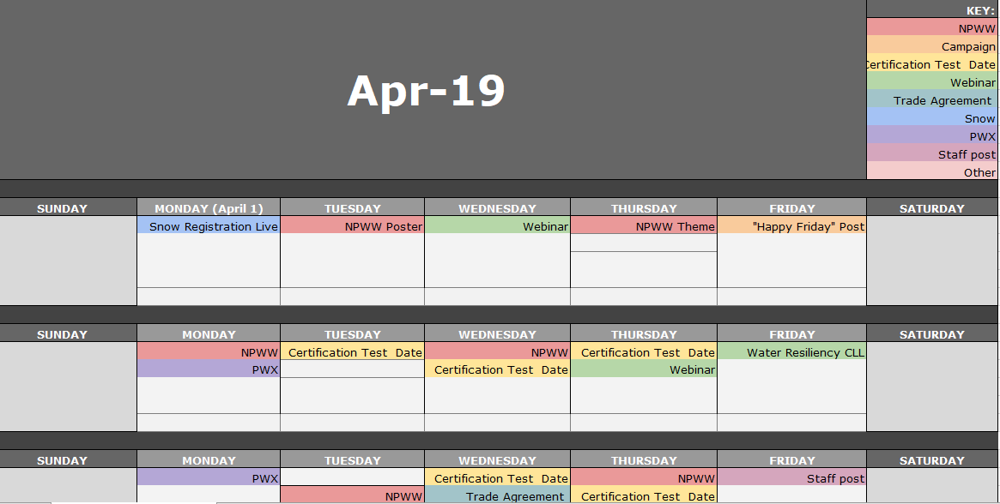 Apr-19
KEY:
NPWW
Campaign
Certification Test Date
Webinar
Trade Agreement
Snow
PWX
Staff post
Other
SUNDAY MONDAY (April 1) TUESDAY WEDNESDAY THURSDAY FRIDAY SATURDAY
Snow Registration Live NPWW Poster Webinar NPWW Theme "Happy Friday" Post
SUNDAY MONDAY TUESDAY WEDNESDAY THURSDAY FRIDAY SATURDAY
NPWW Certification Test Date NPWW Certification Test Date Water Resiliency CLL
PWX Certification Test Date Webinar
SUNDAY MONDAY TUESDAY WEDNESDAY THURSDAY FRIDAY SATURDAY
PWX Certification Test Date NPWW Staff post
NPWW Trade Agreement Certification Test Date